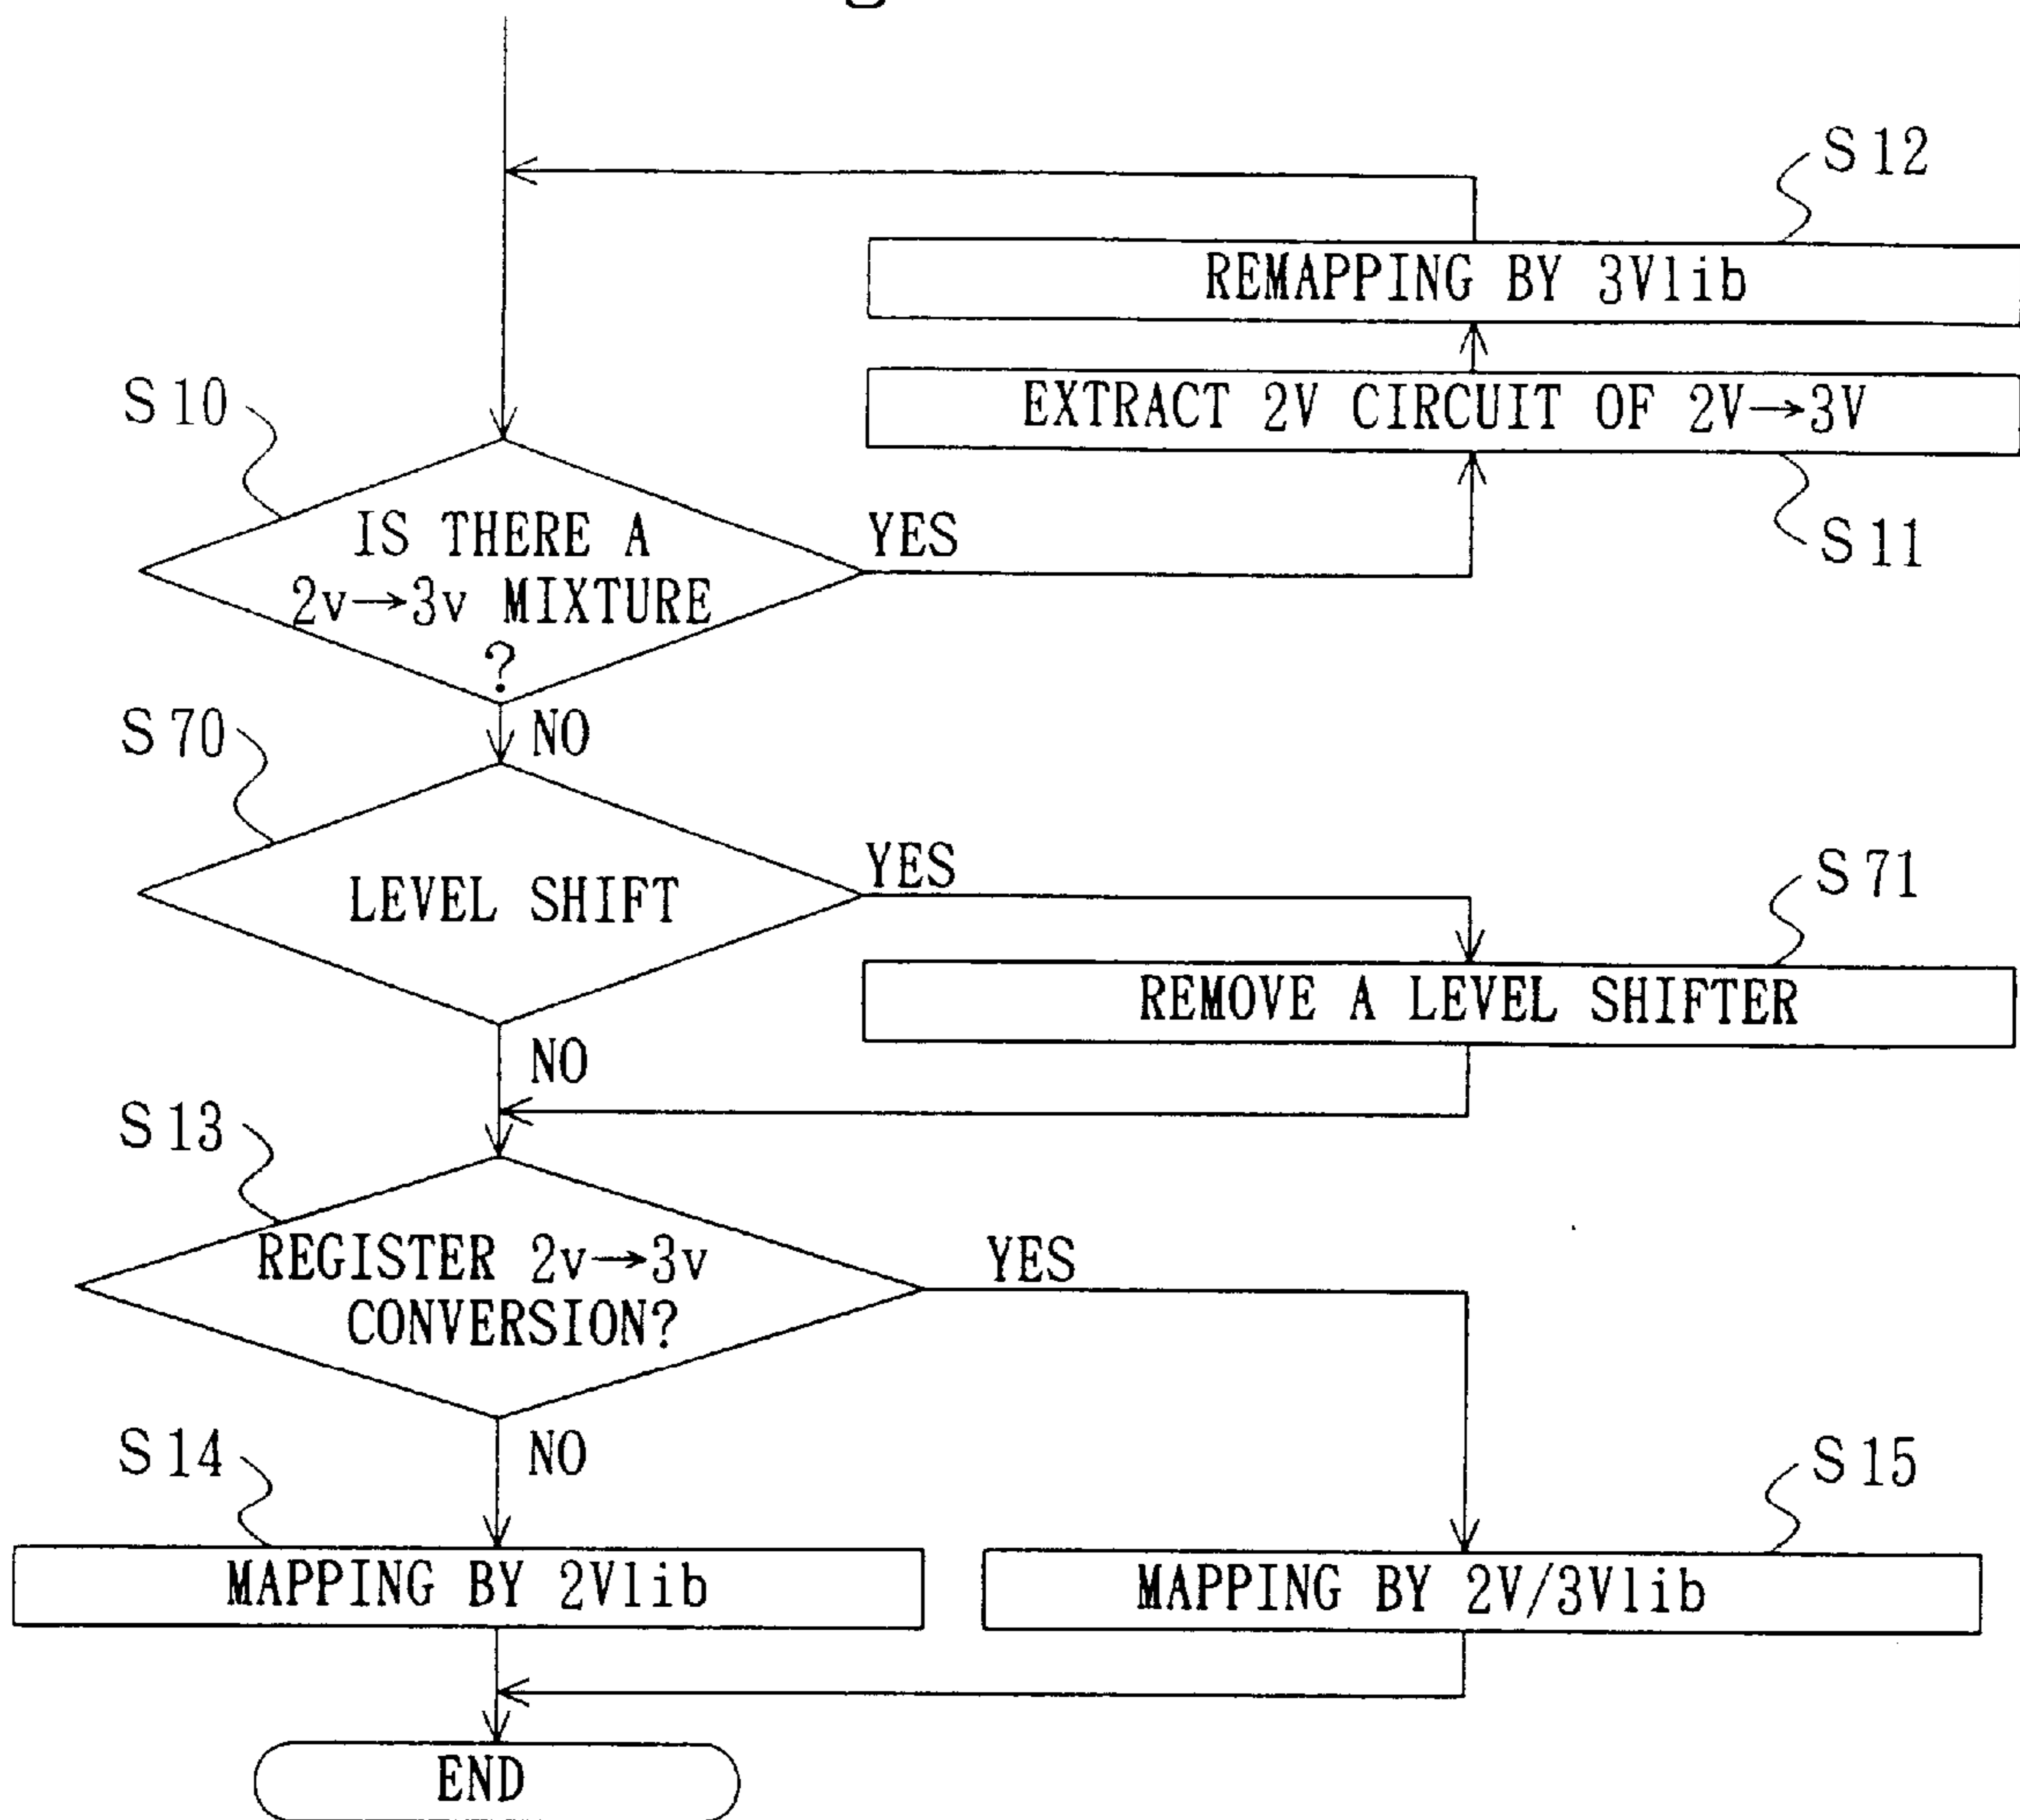 S12
REMAPPING BY 3Vlib
S10
EXTRACT 2V CIRCUIT OF 2V→3V
S11
IS THERE A
2v→3v MIXTURE
?
YES
NO
S70
LEVEL SHIFT
YES
S71
REMOVE A LEVEL SHIFTER
NO
S13
REGISTER 2v→3v
CONVERSION?
YES
NO
S14
S15
MAPPING BY 2Vlib
MAPPING BY 2V/3Vlib
END